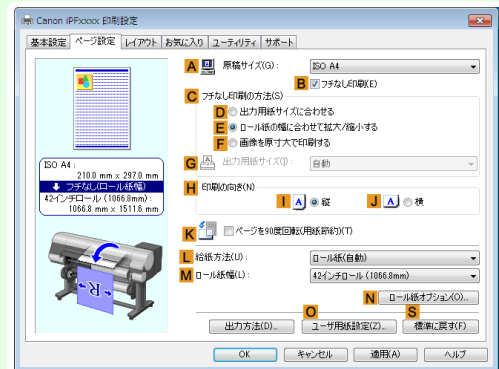 Canon iPFxxxx 印刷設定
基本設定 ページ設定 レイアウト お気に入り ユーティリティ サポート
A 原稿サイズ(G): ISO A4
B フチなし印刷(E)
C フチなし印刷の方法(S)
D 出力用紙サイズに合わせる
E ロール紙の幅に合わせて拡大/縮小する
F 画像を原寸大で印刷する
G 出力用紙サイズ(I): 自動
ISO A4 :
210.0 mm x 297.0 mm
フチなし(ロール紙幅)
42インチロール (1066.8mm) :
1066.8 mm x 1511.6 mm
H 印刷の向き(N)
I A 縦 J A 横
K ページを90度回転(用紙節約)(T)
L 給紙方法(U): ロール紙(自動)
M ロール紙幅(L): 42インチロール (1066.8mm)
R
N ロール紙オプション(O)...
O S
出力方法(D)... ユーザ用紙設定(Z)... 標準に戻す(F)
OK キャンセル 適用(A) ヘルプ